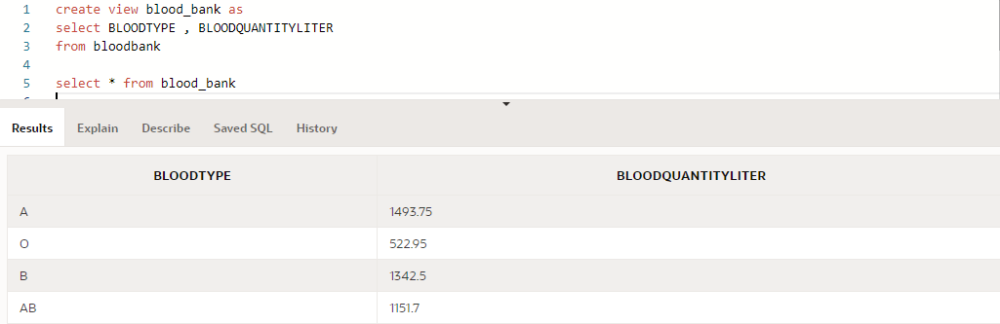 1 create view blood_bank as
2 select BLOODTYPE , BLOODQUANTITYLITER
3 from bloodbank
4
5 select * from blood_bank
Results Explain Describe Saved SQL History
BLOODTYPE BLOODQUANTITYLITER
A 1493.75
O 522.95
B 1342.5
AB 1151.7